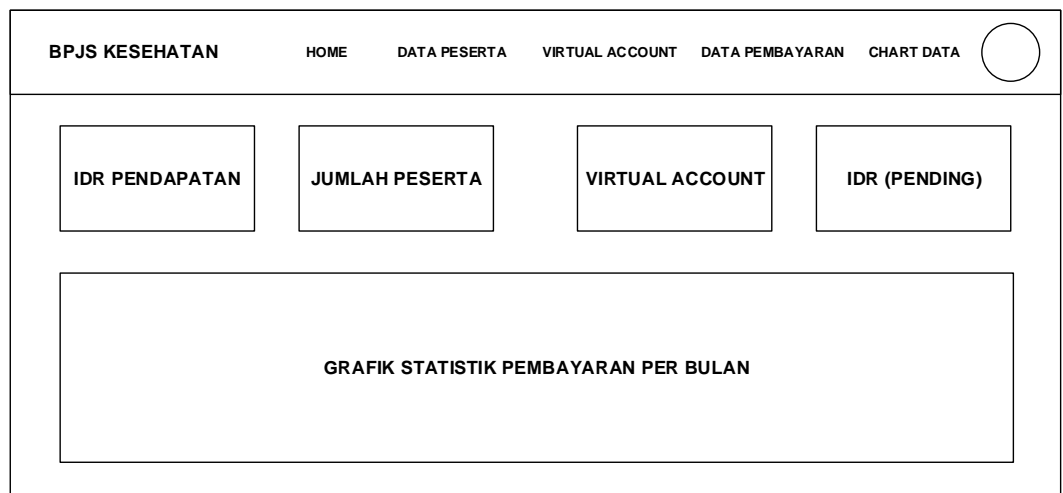 BPJS KESEHATAN HOME DATA PESERTA VIRTUAL ACCOUNT DATA PEMBAYARAN CHART DATA
IDR PENDAPATAN JUMLAH PESERTA VIRTUAL ACCOUNT IDR (PENDING)
GRAFIK STATISTIK PEMBAYARAN PER BULAN